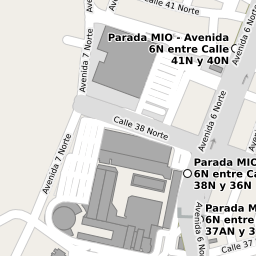 Calle 41 Norte
Parada MIO - Avenida
6N entre Calle
41N y 40N
Avenida 7 Norte
Avenida 7 Norte
Avenida 6 Norte
Calle 38 Norte
Parada MIO
6N entre Ca
38N y 36N
Parada M
6N entre
37AN y 3
Avenida 6 Norte
Calle 37